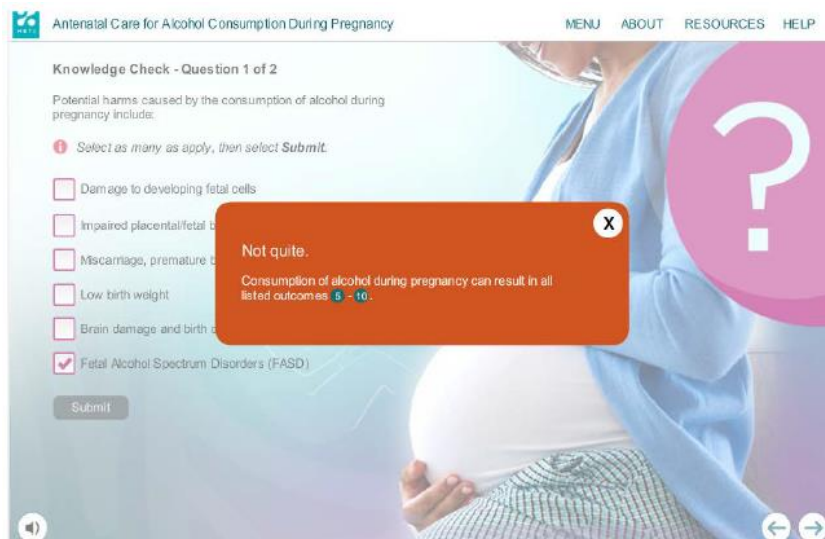 HETI
Antenatal Care for Alcohol Consumption During Pregnancy
MENU ABOUT RESOURCES HELP
Knowledge Check - Question 1 of 2
Potential harms caused by the consumption of alcohol during
pregnancy include:
Select as many as apply, then select Submit.
Damage to developing fetal cells
Impaired placental/fetal
Miscarriage, premature
Low birth weight
Brain damage and birth
Fetal Alcohol Spectrum Disorders (FASD)
Submit
X
Not quite.
Consumption of alcohol during pregnancy can result in all
listed outcomes 5 - 10.
?